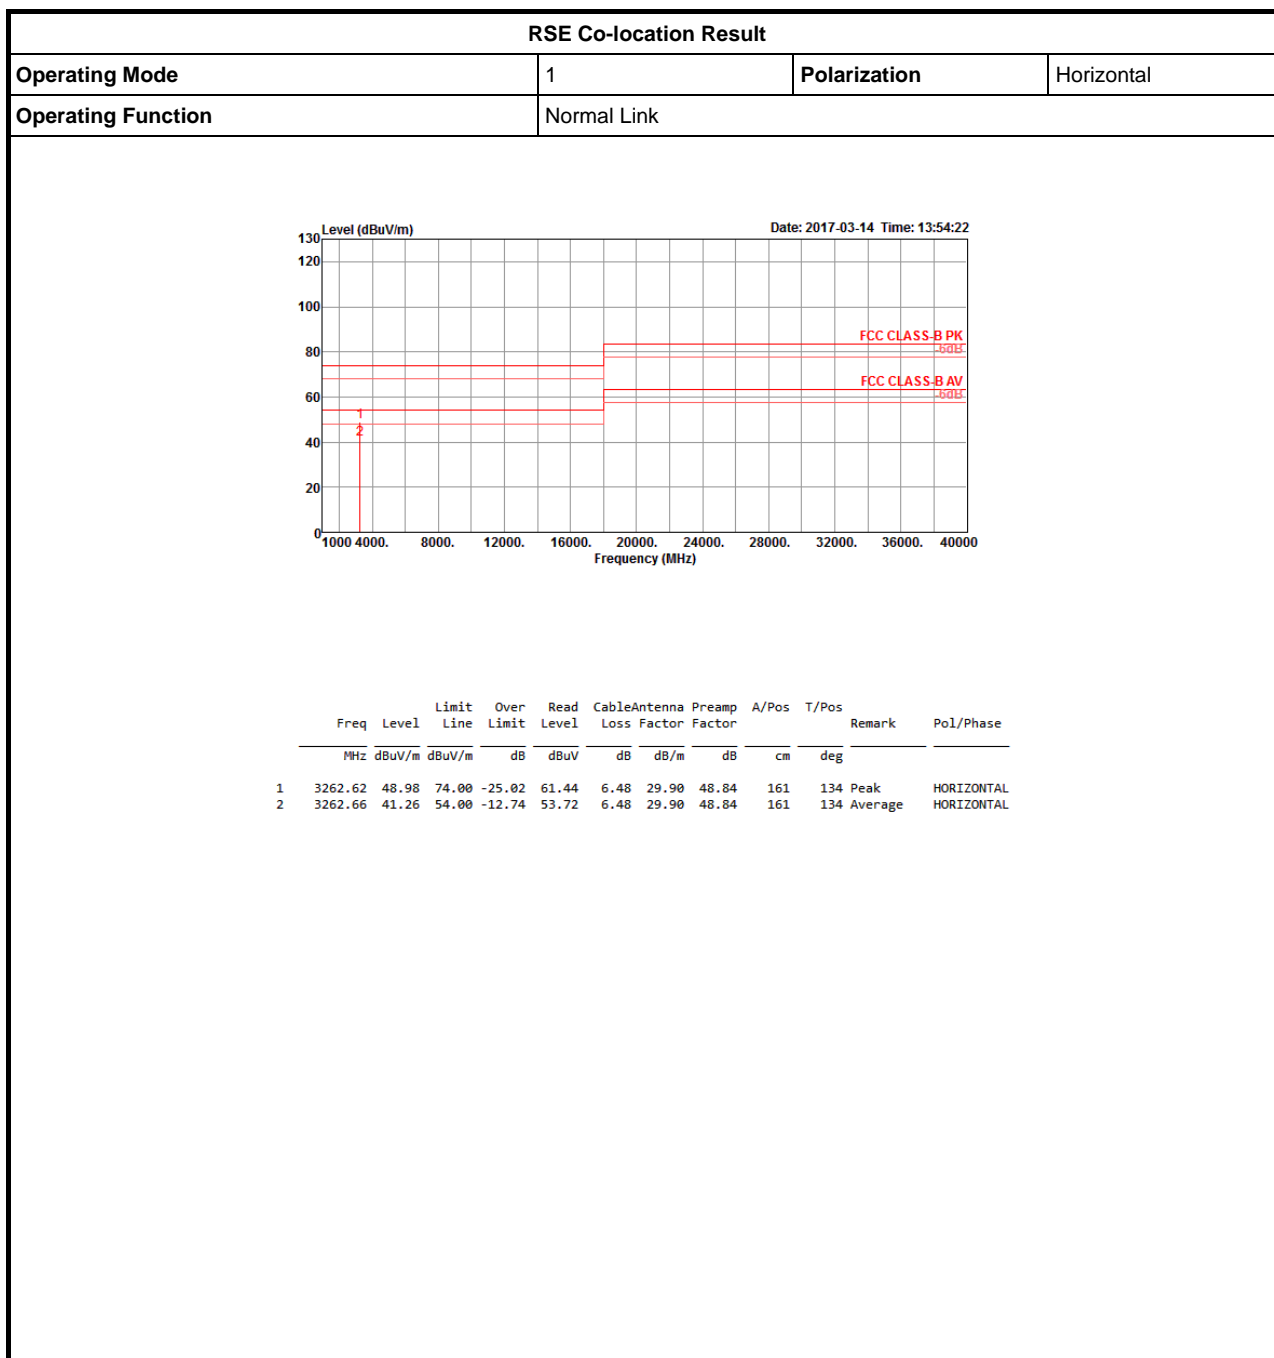 RSE Co-location Result
Operating Mode 1 Polarization Horizontal
Operating Function Normal Link
Level (dBuV/m) Date: 2017-03-14 Time: 13:54:22
130
120
100
80
60
40
20
0
FCC CLASS-B PK
-6dB
FCC CLASS-B AV
-6dB
1
2
1000 4000. 8000. 12000. 16000. 20000. 24000. 28000. 32000. 36000. 40000
Frequency (MHz)
Limit Over Read CableAntenna Preamp A/Pos T/Pos
Freq Level Line Limit Level Loss Factor Factor Remark Pol/Phase
MHz dBuV/m dBuV/m dB dBuV dB dB/m dB cm deg
1 3262.62 48.98 74.00 -25.02 61.44 6.48 29.90 48.84 161 134 Peak HORIZONTAL
2 3262.66 41.26 54.00 -12.74 53.72 6.48 29.90 48.84 161 134 Average HORIZONTAL